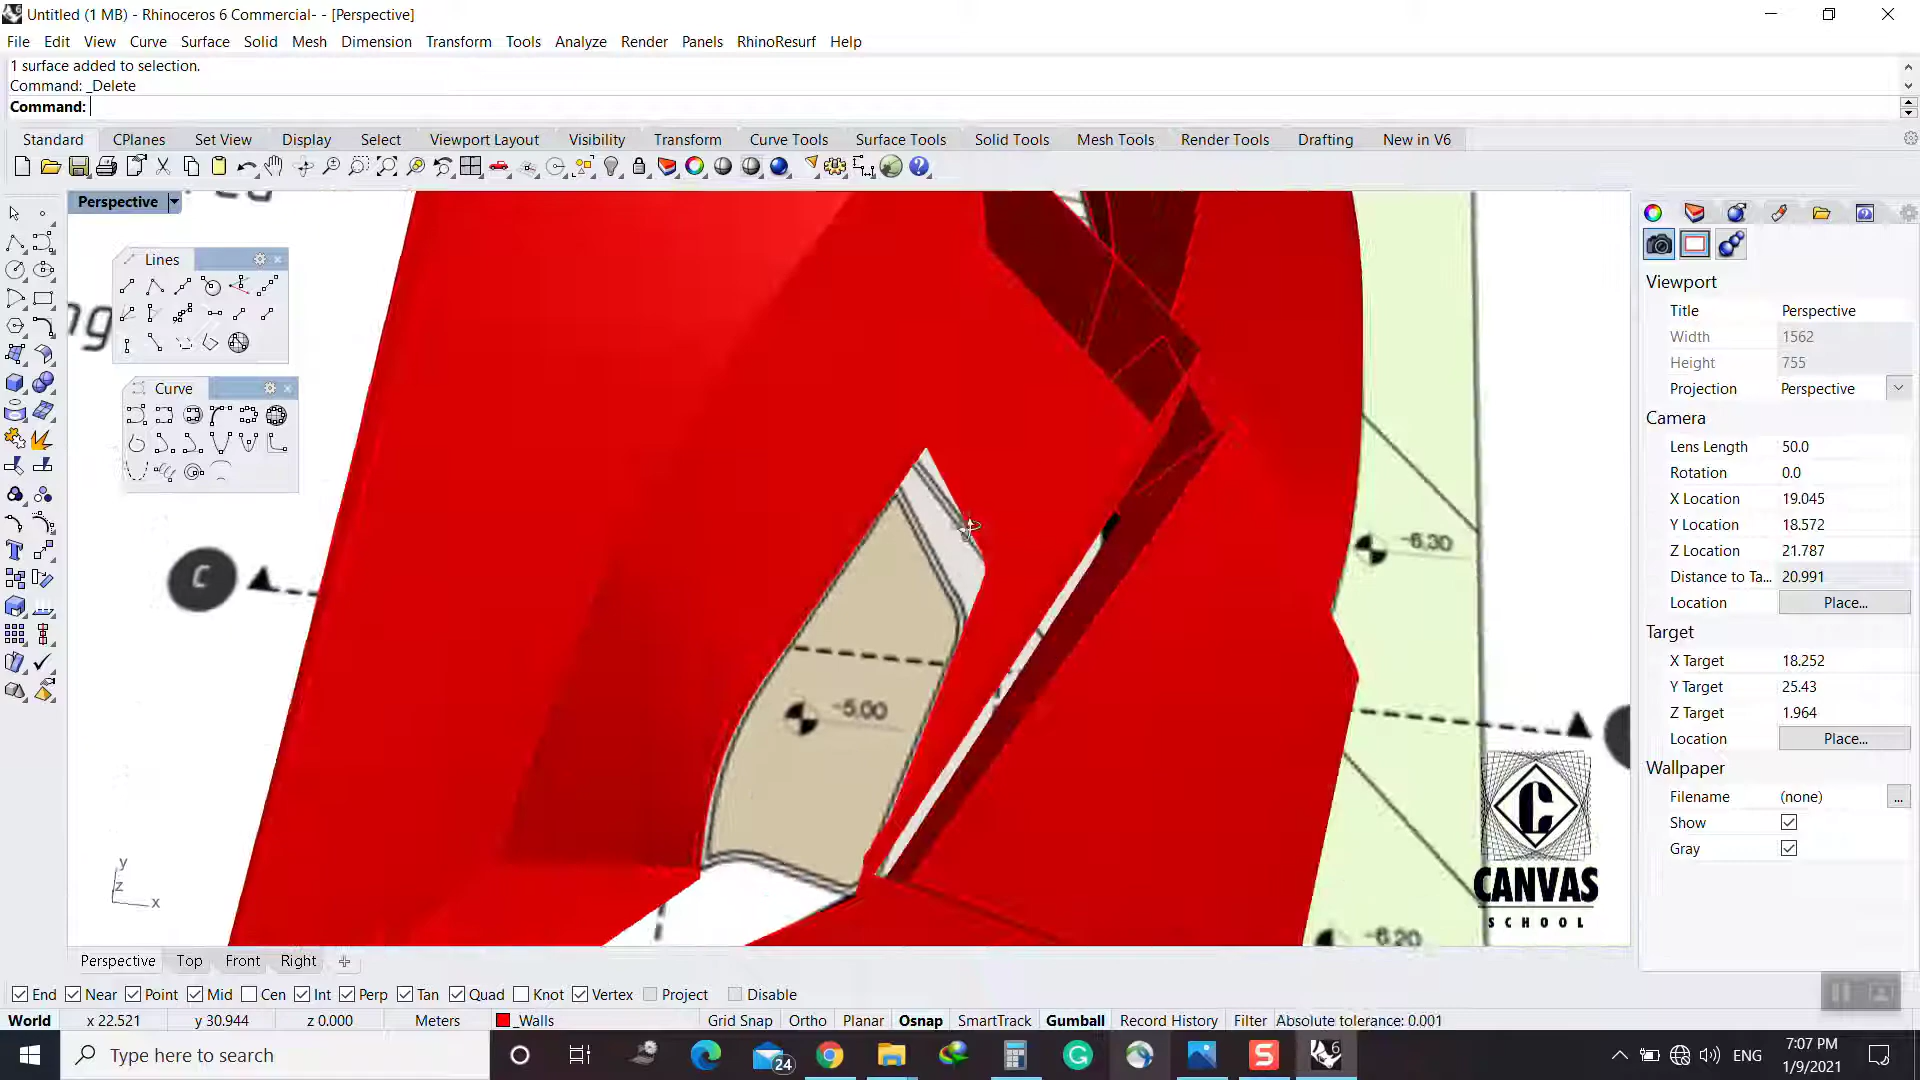 Untitled (1 MB) - Rhinoceros 6 Commercial- - [Perspective]
File Edit View Curve Surface Solid Mesh Dimension Transform Tools Analyze Render Panels RhinoResurf Help
1 surface added to selection.
Command: _Delete
Command:
Standard CPlanes Set View Display Select Viewport Layout Visibility Transform Curve Tools Surface Tools Solid Tools Mesh Tools Render Tools Drafting New in V6
Perspective
Lines
Curve
C
-5.00
-6.30
-6.20
CANVAS
SCHOOL
y
z
x
Viewport
Title Perspective
Width 1562
Height 755
Projection Perspective
Camera
Lens Length 50.0
Rotation 0.0
X Location 19.045
Y Location 18.572
Z Location 21.787
Distance to Ta... 20.991
Location Place...
Target
X Target 18.252
Y Target 25.43
Z Target 1.964
Location Place...
Wallpaper
Filename (none) ...
Show
Gray
Perspective Top Front Right
End Near Point Mid Cen Int Perp Tan Quad Knot Vertex Project Disable
World x 22.521 y 30.944 z 0.000 Meters _Walls Grid Snap Ortho Planar Osnap SmartTrack Gumball Record History Filter Absolute tolerance: 0.001
Type here to search
24
ENG
7:07 PM
1/9/2021